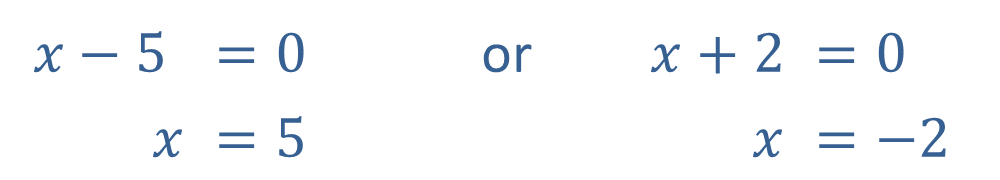 x − 5 = 0 or x + 2 = 0
x = 5 x = −2